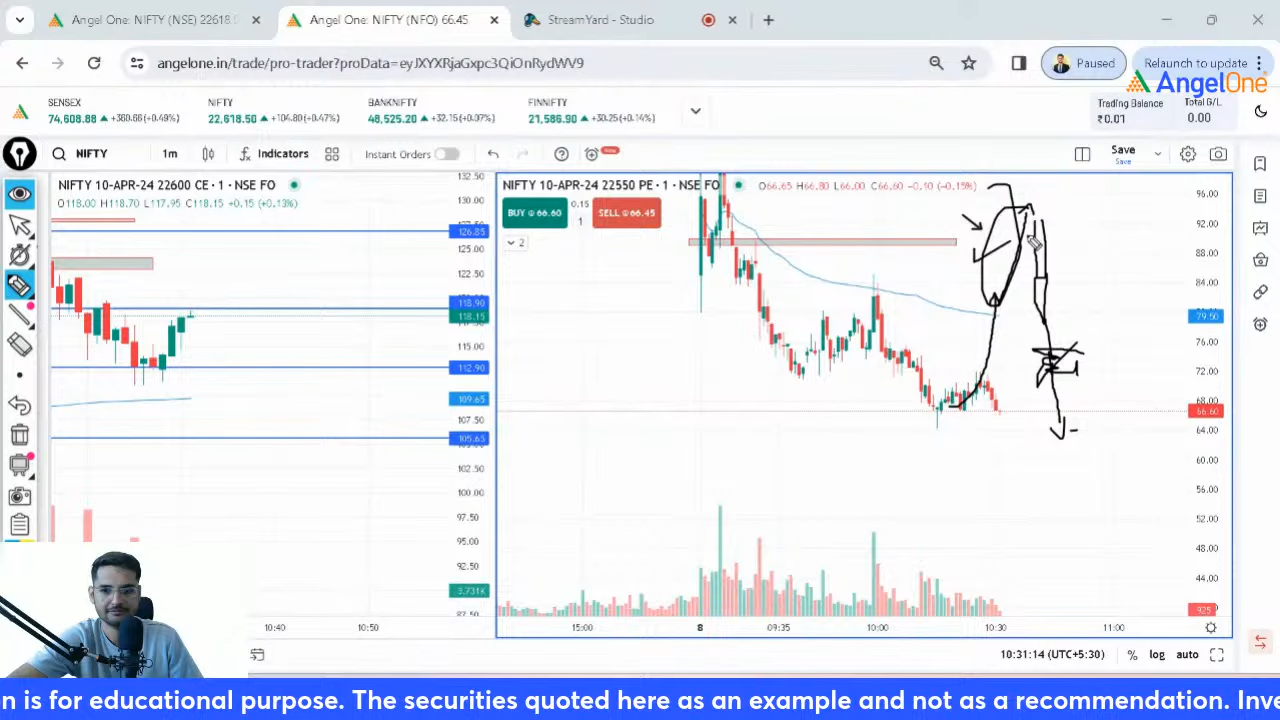 Angel One: NIFTY (NSE) 22618.
Angel One: NIFTY (NFO) 66.45
StreamYard - Studio
angelone.in/trade/pro-trader?proData=eyJXYXRjaGxpc3QiOnRydWV9
Paused
Relaunch to update
AngelOne
SENSEX
74,608.88 +360.66 (+0.49%)
NIFTY
22,618.50 +104.80 (+0.47%)
BANKNIFTY
48,525.20 +32.15 (+0.07%)
FINNIFTY
21,586.90 +30.25 (+0.14%)
Trading Balance
₹0.01
Total G/L
0.00
NIFTY
1m
Indicators
Instant Orders
Save
Save
NIFTY 10-APR-24 22600 CE · 1 · NSE FO
O118.00 H118.70 L117.95 C118.15 +0.15 (+0.13%)
132.50
130.00
126.85
125.00
122.50
118.90
118.15
115.00
112.90
109.65
107.50
105.65
102.50
100.00
97.50
95.00
92.50
90.00
3.731K
87.50
10:40
10:50
NIFTY 10-APR-24 22550 PE · 1 · NSE FO
O66.65 H66.80 L66.00 C66.60 -0.10 (-0.15%)
BUY @ 66.60
0.15
1
SELL @ 66.45
2
96.00
92.00
88.00
84.00
79.50
76.00
72.00
68.00
66.60
64.00
60.00
56.00
52.00
48.00
44.00
925
15:00
8
09:35
10:00
10:30
11:00
10:31:14 (UTC+5:30)
%
log
auto
n is for educational purpose. The securities quoted here as an example and not as a recommendation. Inve